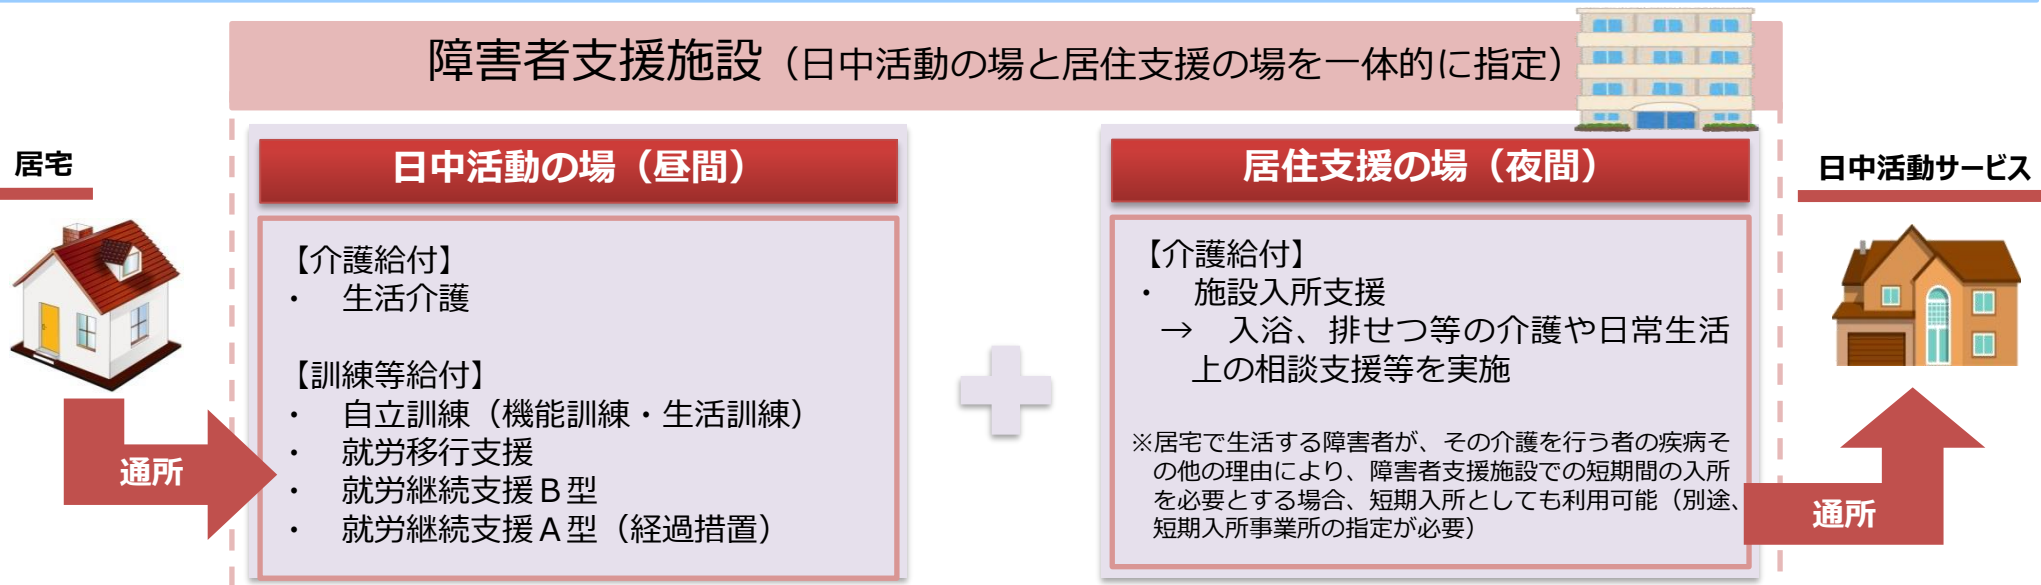 障害者支援施設（日中活動の場と居住支援の場を一体的に指定）
居宅
通所
日中活動の場（昼間）
【介護給付】
・　生活介護
【訓練等給付】
・　自立訓練（機能訓練・生活訓練）
・　就労移行支援
・　就労継続支援Ｂ型
・　就労継続支援Ａ型（経過措置）
居住支援の場（夜間）
【介護給付】
・　施設入所支援
→　入浴、排せつ等の介護や日常生活
上の相談支援等を実施
※居宅で生活する障害者が、その介護を行う者の疾病そ
の他の理由により、障害者支援施設での短期間の入所
を必要とする場合、短期入所としても利用可能（別途、
短期入所事業所の指定が必要）
日中活動サービス
通所